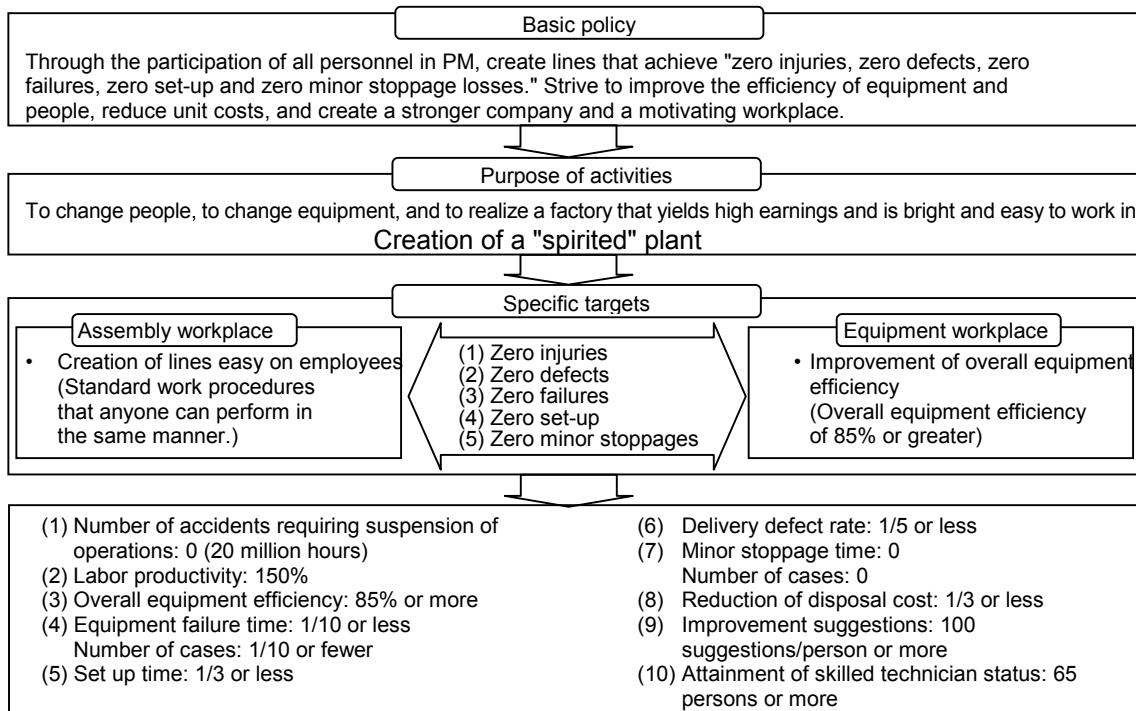 Basic policy
Through the participation of all personnel in PM, create lines that achieve "zero injuries, zero defects, zero
failures, zero set-up and zero minor stoppage losses." Strive to improve the efficiency of equipment and
people, reduce unit costs, and create a stronger company and a motivating workplace.
Purpose of activities
To change people, to change equipment, and to realize a factory that yields high earnings and is bright and easy to work in
Creation of a "spirited" plant
Specific targets
Assembly workplace
• Creation of lines easy on employees
(Standard work procedures
that anyone can perform in
the same manner.)
(1) Zero injuries
(2) Zero defects
(3) Zero failures
(4) Zero set-up
(5) Zero minor stoppages
Equipment workplace
• Improvement of overall equipment
efficiency
(Overall equipment efficiency
of 85% or greater)
(1) Number of accidents requiring suspension of
operations: 0 (20 million hours)
(2) Labor productivity: 150%
(3) Overall equipment efficiency: 85% or more
(4) Equipment failure time: 1/10 or less
Number of cases: 1/10 or fewer
(5) Set up time: 1/3 or less
(6) Delivery defect rate: 1/5 or less
(7) Minor stoppage time: 0
Number of cases: 0
(8) Reduction of disposal cost: 1/3 or less
(9) Improvement suggestions: 100
suggestions/person or more
(10) Attainment of skilled technician status: 65
persons or more